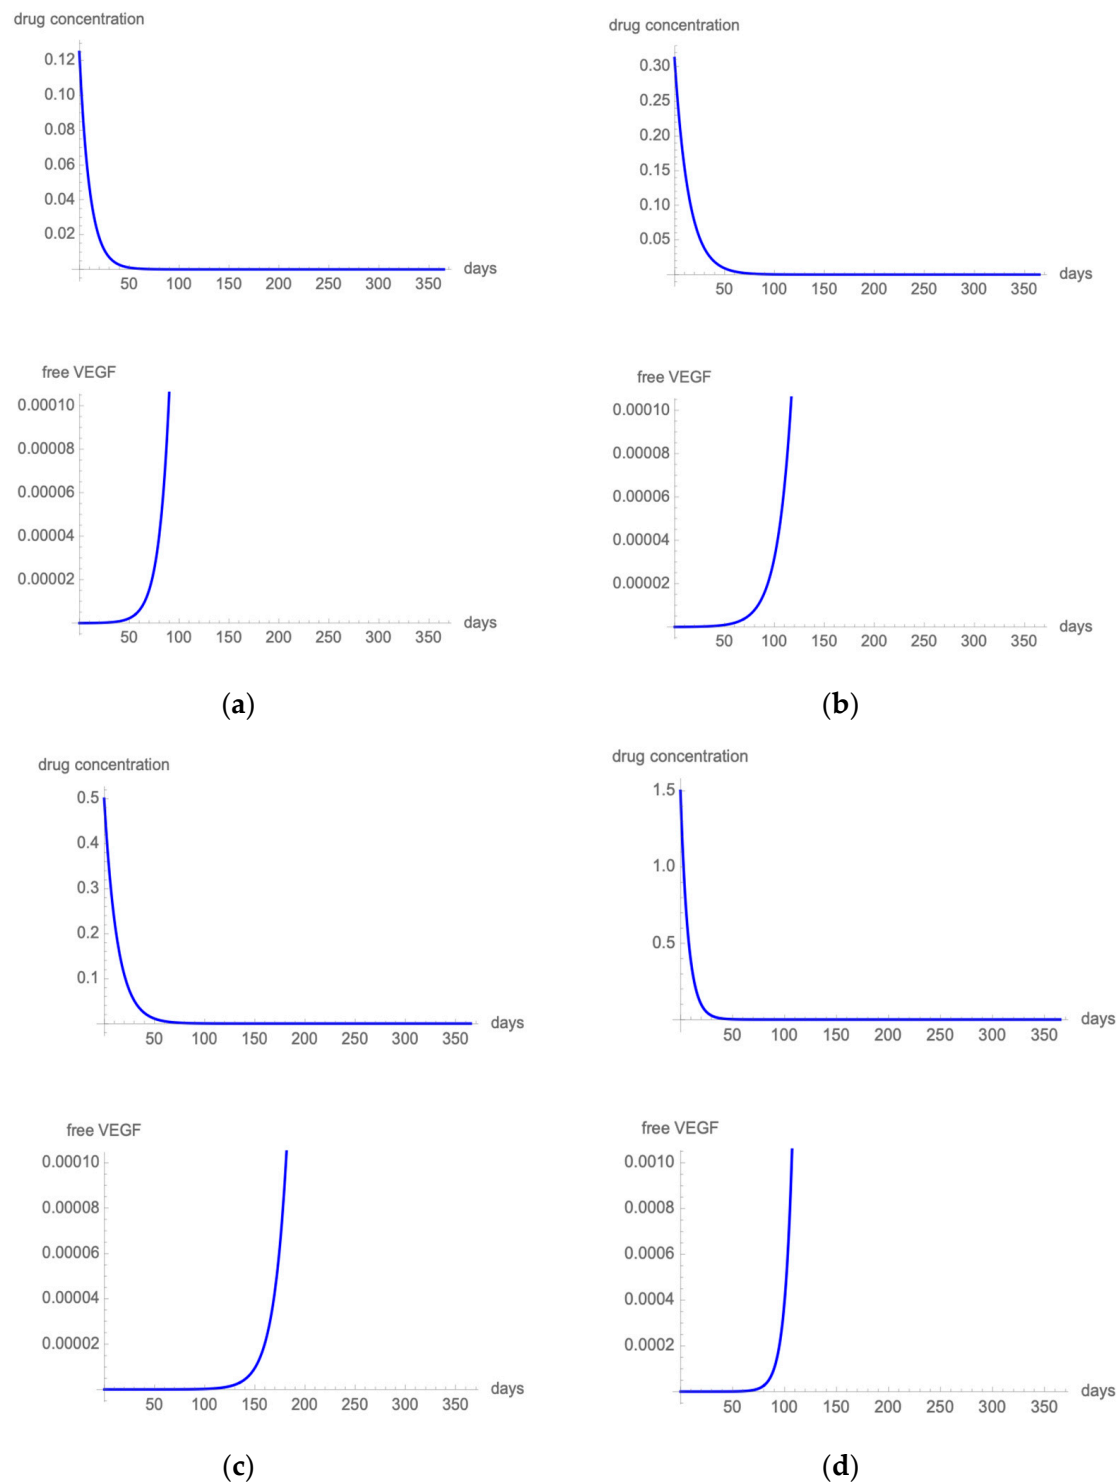 drug concentration
0.12
0.10
0.08
0.06
0.04
0.02
50 100 150 200 250 300 350 days
free VEGF
0.00010
0.00008
0.00006
0.00004
0.00002
50 100 150 200 250 300 350 days
(a)
drug concentration
0.30
0.25
0.20
0.15
0.10
0.05
50 100 150 200 250 300 350 days
free VEGF
0.00010
0.00008
0.00006
0.00004
0.00002
50 100 150 200 250 300 350 days
(b)
drug concentration
0.5
0.4
0.3
0.2
0.1
50 100 150 200 250 300 350 days
free VEGF
0.00010
0.00008
0.00006
0.00004
0.00002
50 100 150 200 250 300 350 days
(c)
drug concentration
1.5
1.0
0.5
50 100 150 200 250 300 350 days
free VEGF
0.0010
0.0008
0.0006
0.0004
0.0002
50 100 150 200 250 300 350 days
(d)